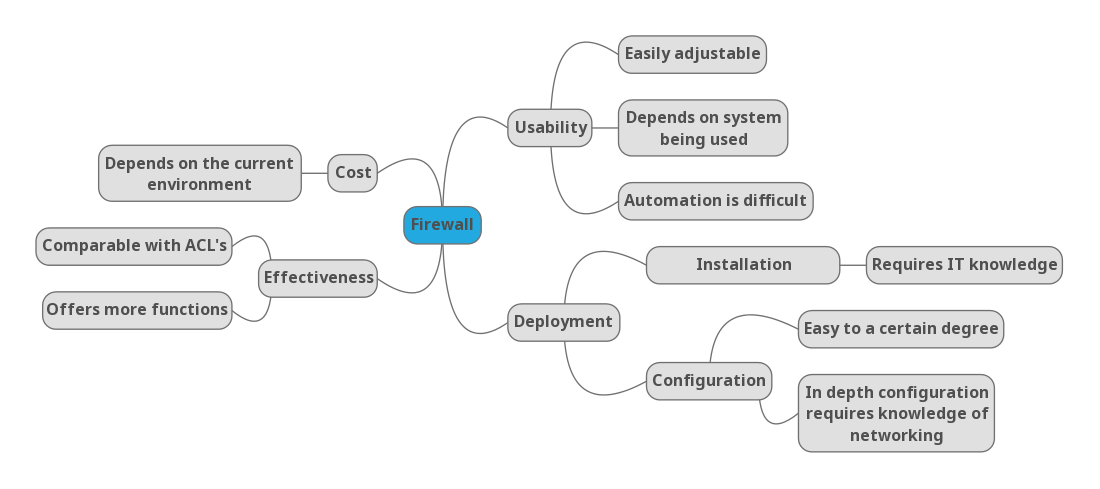 Firewall
Usability
Easily adjustable
Depends on system
being used
Automation is difficult
Deployment
Installation
Requires IT knowledge
Configuration
Easy to a certain degree
In depth configuration
requires knowledge of
networking
Cost
Depends on the current
environment
Effectiveness
Comparable with ACL's
Offers more functions